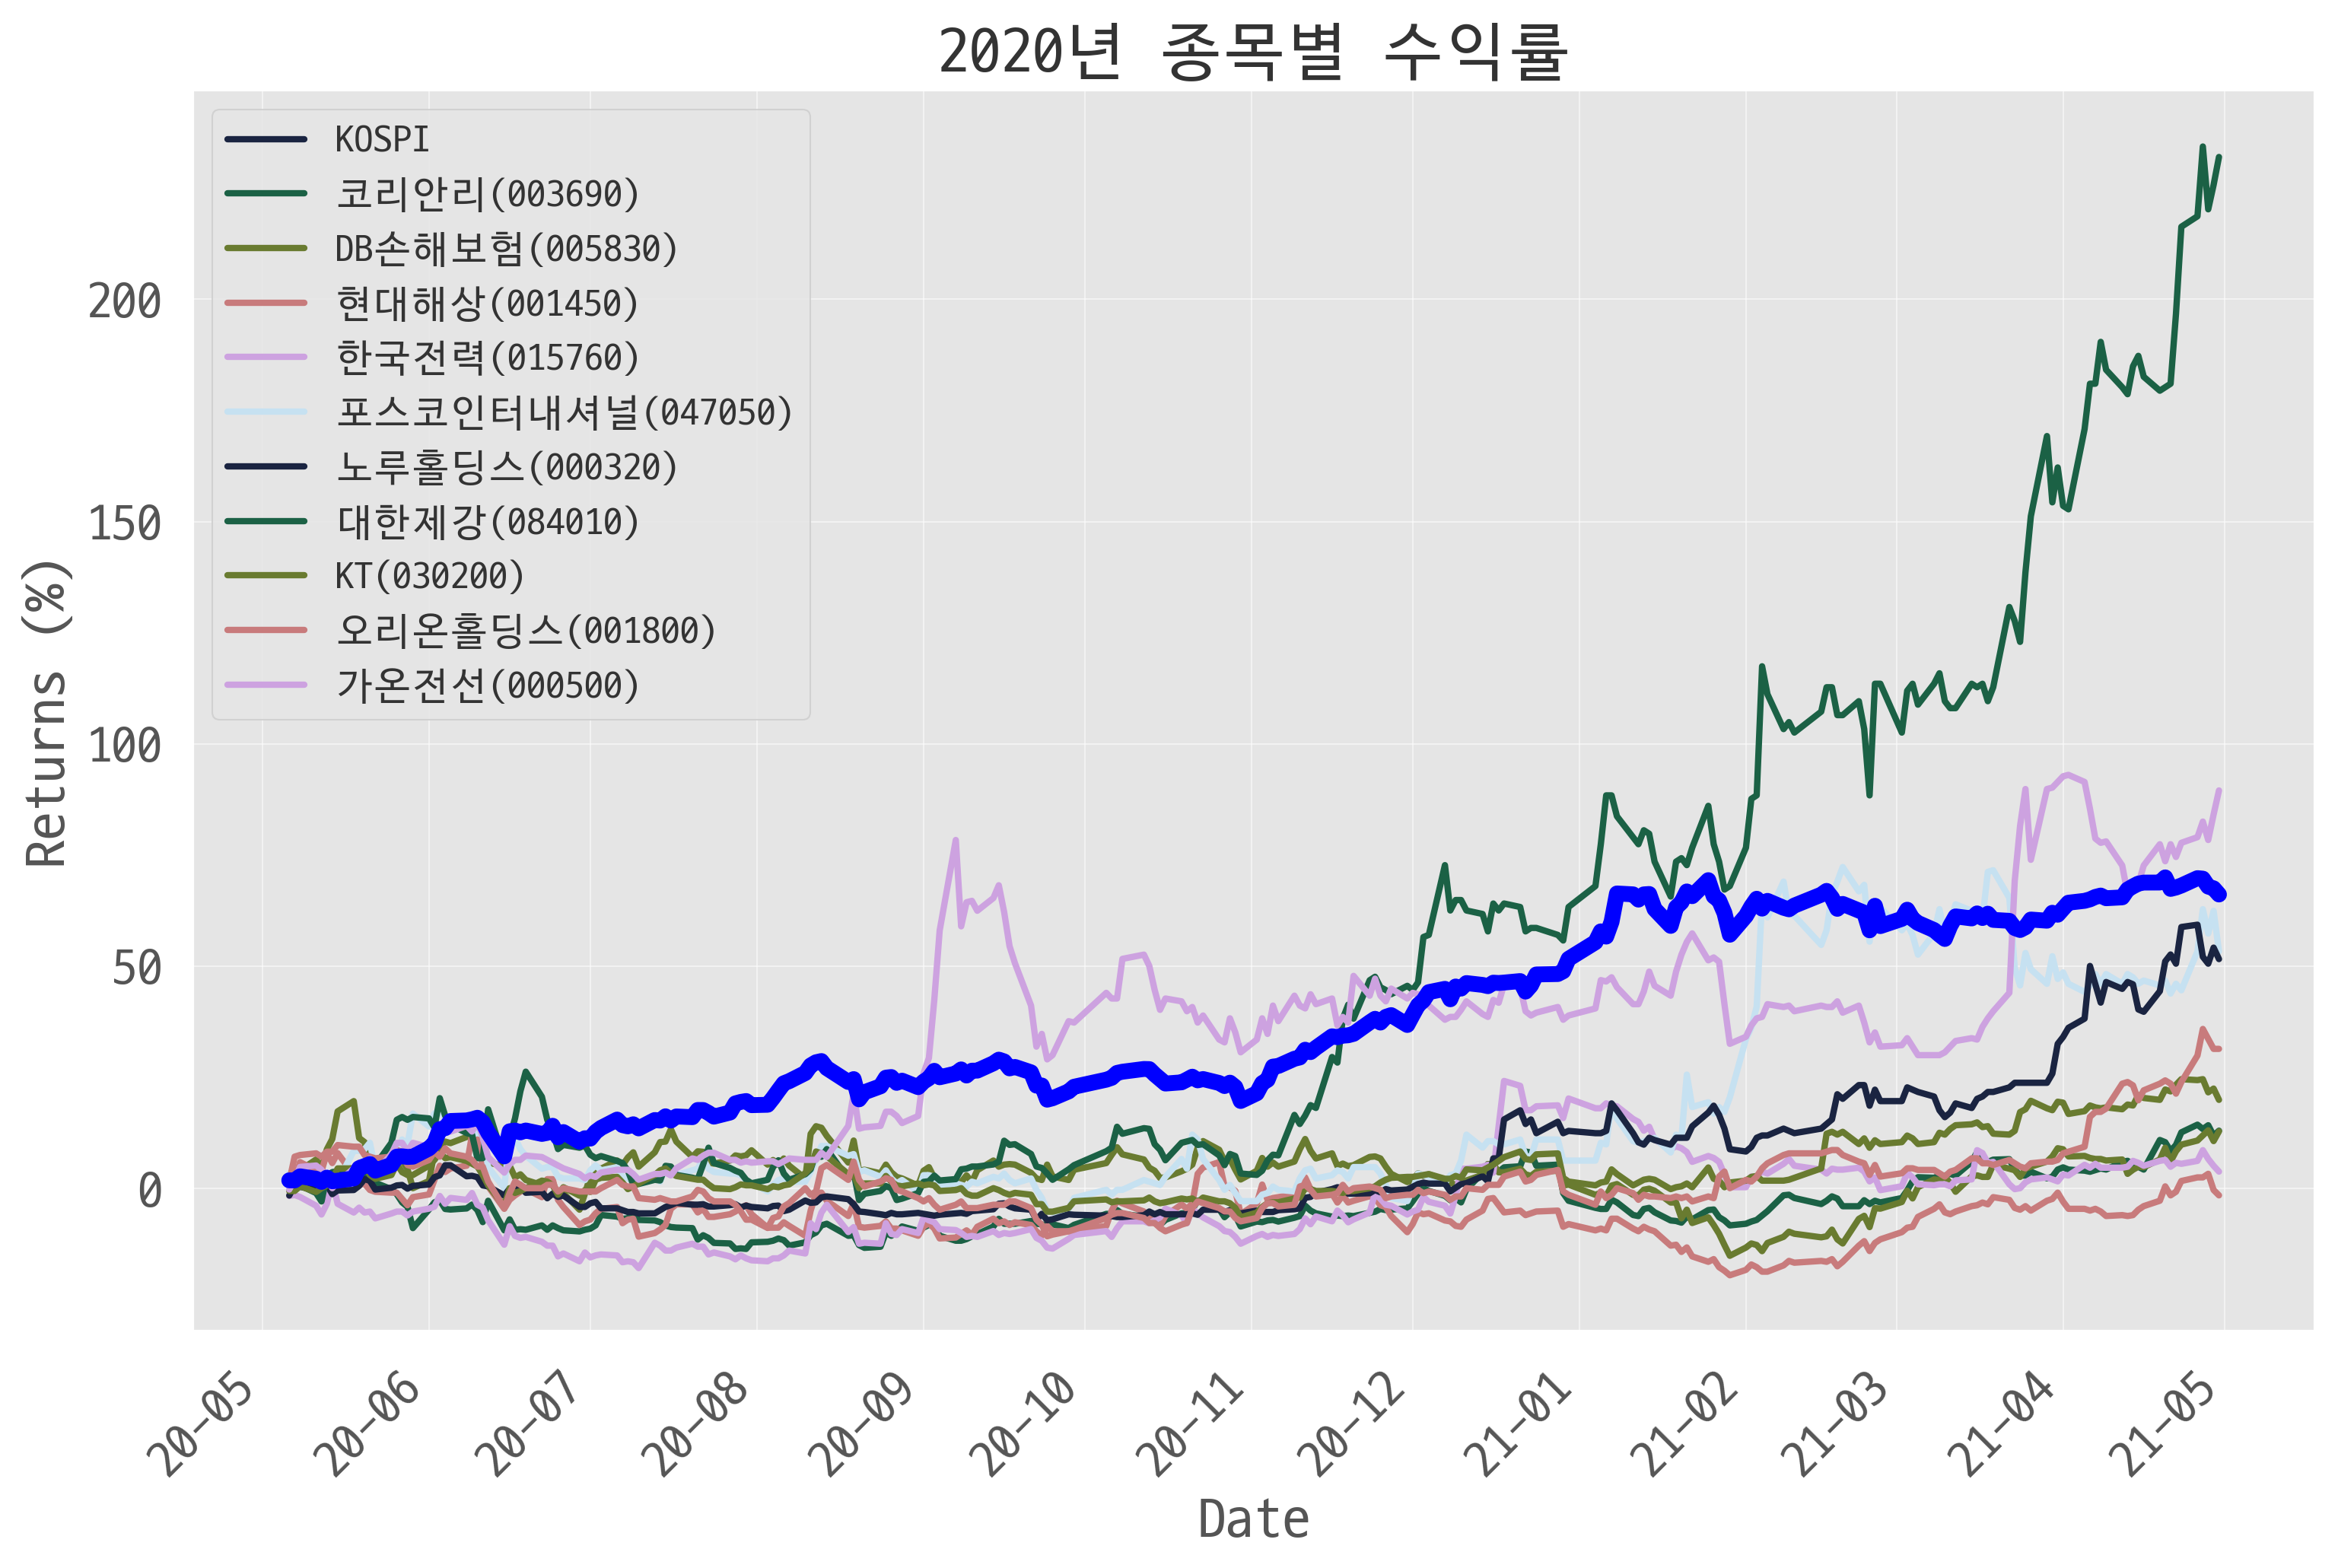 2020년 종목별 수익률
KOSPI
코리안리(003690)
DB손해보험(005830)
현대해상(001450)
한국전력(015760)
포스코인터내셔널(047050)
노루홀딩스(000320)
대한제강(084010)
KT(030200)
오리온홀딩스(001800)
가온전선(000500)
Returns (%)
200
150
100
50
0
20-05
20-06
20-07
20-08
20-09
20-10
20-11
20-12
21-01
21-02
21-03
21-04
21-05
Date